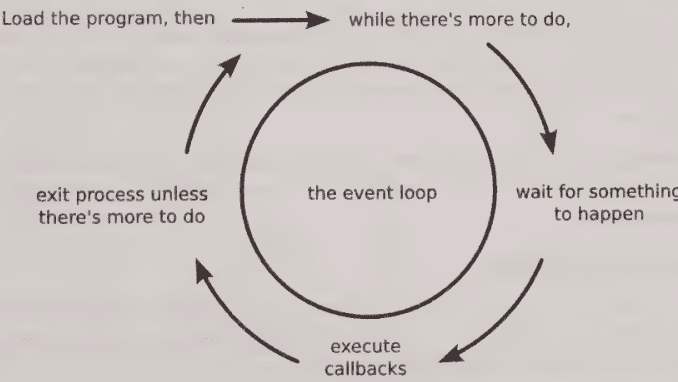 Load the program, then
while there's more to do,
wait for something
to happen
execute
callbacks
exit process unless
there's more to do
the event loop